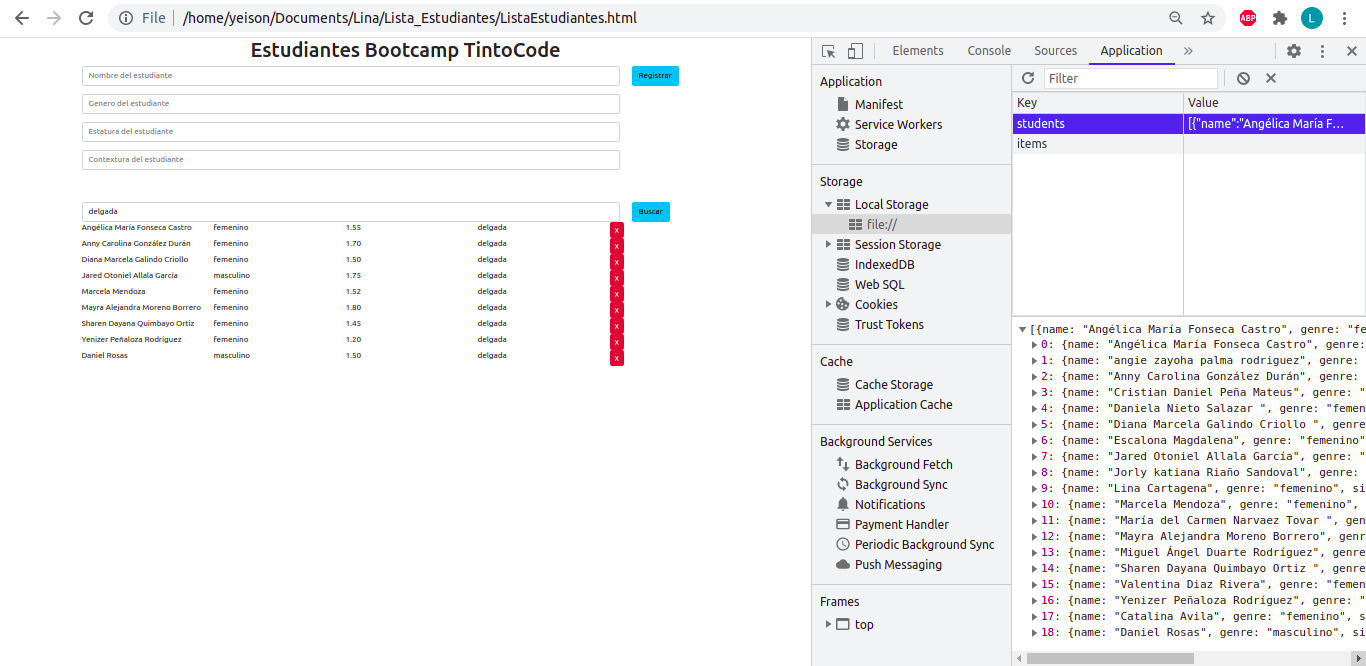 File | /home/yeison/Documents/Lina/Lista_Estudiantes/ListaEstudiantes.html
ABP
L
Estudiantes Bootcamp TintoCode
Nombre del estudiante
Registrar
Genero del estudiante
Estatura del estudiante
Contextura del estudiante
delgada
Buscar
Angélica María Fonseca Castro femenino 1.55 delgada x
Anny Carolina González Durán femenino 1.70 delgada x
Diana Marcela Galindo Criollo femenino 1.50 delgada x
Jared Otoniel Allala García masculino 1.75 delgada x
Marcela Mendoza femenino 1.52 delgada x
Mayra Alejandra Moreno Borrero femenino 1.80 delgada x
Sharen Dayana Quimbayo Ortiz femenino 1.45 delgada x
Yenizer Peñaloza Rodríguez femenino 1.20 delgada x
Daniel Rosas masculino 1.50 delgada x
Elements Console Sources Application »
Application
Manifest
Service Workers
Storage
Storage
Local Storage
file://
Session Storage
IndexedDB
Web SQL
Cookies
Trust Tokens
Cache
Cache Storage
Application Cache
Background Services
Background Fetch
Background Sync
Notifications
Payment Handler
Periodic Background Sync
Push Messaging
Frames
top
Filter
Key Value
students [{"name":"Angélica María F…
items
[{name: "Angélica María Fonseca Castro", genre: "fe
0: {name: "Angélica María Fonseca Castro", genre:
1: {name: "angie zayoha palma rodriguez", genre:
2: {name: "Anny Carolina González Durán", genre:
3: {name: "Cristian Daniel Peña Mateus", genre: "
4: {name: "Daniela Nieto Salazar ", genre: "femen
5: {name: "Diana Marcela Galindo Criollo ", genre:
6: {name: "Escalona Magdalena", genre: "femenino"
7: {name: "Jared Otoniel Allala García", genre: "
8: {name: "Jorly katiana Riaño Sandoval", genre:
9: {name: "Lina Cartagena", genre: "femenino", si
10: {name: "Marcela Mendoza", genre: "femenino",
11: {name: "María del Carmen Narvaez Tovar ", gen
12: {name: "Mayra Alejandra Moreno Borrero", genr
13: {name: "Miguel Ángel Duarte Rodríguez", genre
14: {name: "Sharen Dayana Quimbayo Ortiz ", genre
15: {name: "Valentina Diaz Rivera", genre: "femen
16: {name: "Yenizer Peñaloza Rodríguez", genre: "
17: {name: "Catalina Avila", genre: "femenino", s
18: {name: "Daniel Rosas", genre: "masculino", si